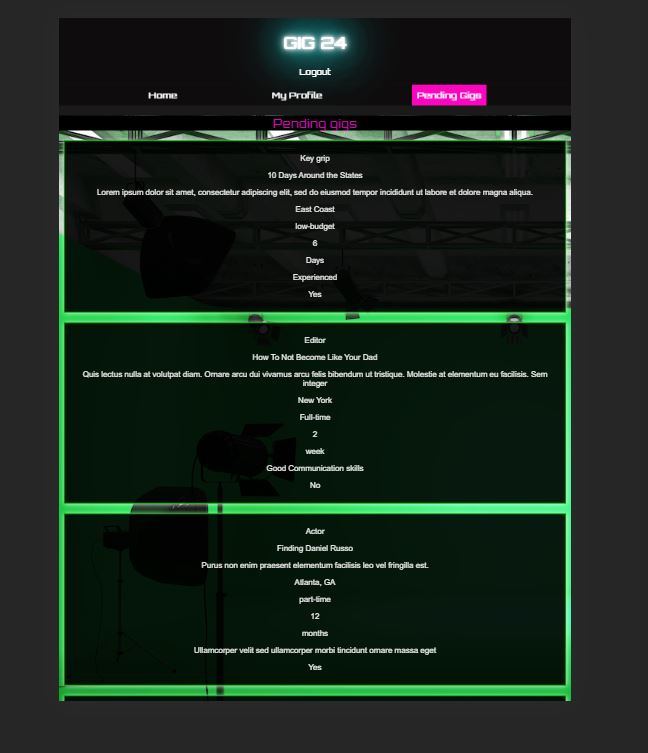 GIG 24
Logout
Home My Profile Pending Gigs
Pending gigs
Key grip
10 Days Around the States
Lorem ipsum dolor sit amet, consectetur adipiscing elit, sed do eiusmod tempor incididunt ut labore et dolore magna aliqua.
East Coast
low-budget
6
Days
Experienced
Yes
Editor
How To Not Become Like Your Dad
Quis lectus nulla at volutpat diam. Ornare arcu dui vivamus arcu felis bibendum ut tristique. Molestie at elementum eu facilisis. Sem
integer
New York
Full-time
2
week
Good Communication skills
No
Actor
Finding Daniel Russo
Purus non enim praesent elementum facilisis leo vel fringilla est.
Atlanta, GA
part-time
12
months
Ullamcorper velit sed ullamcorper morbi tincidunt ornare massa eget
Yes